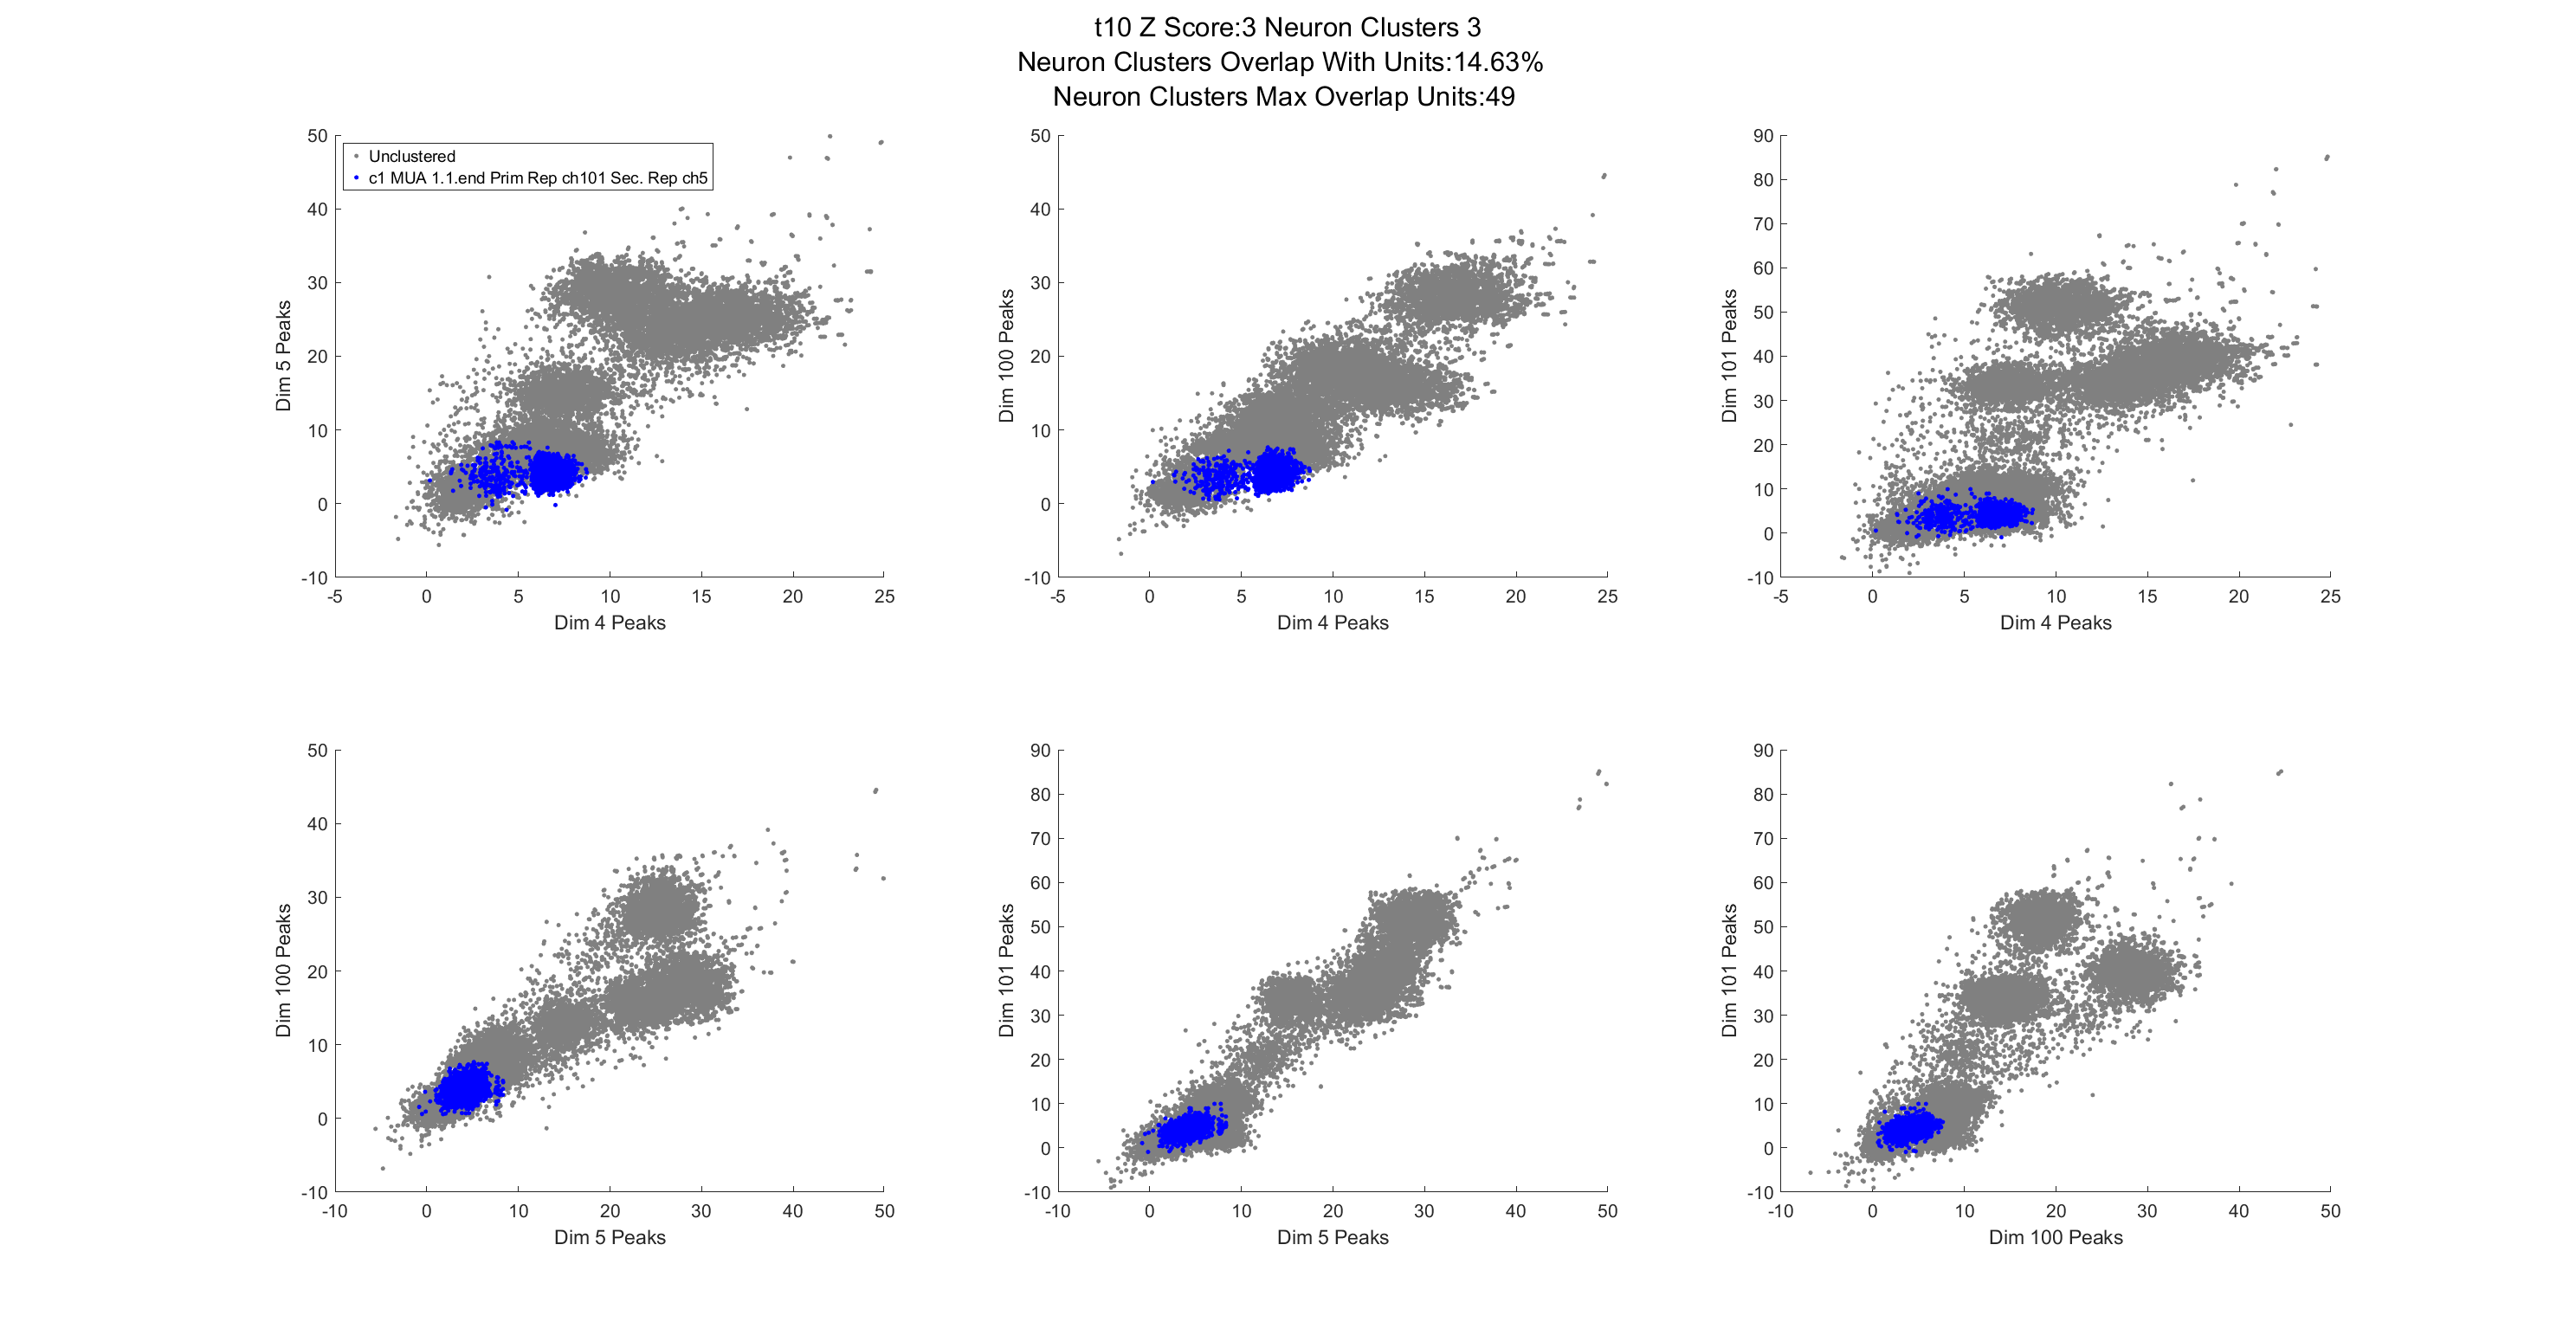 t10 Z Score:3 Neuron Clusters 3
Neuron Clusters Overlap With Units:14.63%
Neuron Clusters Max Overlap Units:49
50
40
30
20
10
0
-10
Dim 5 Peaks
Unclustered
c1 MUA 1.1.end Prim Rep ch101 Sec. Rep ch5
-5 0 5 10 15 20 25
Dim 4 Peaks
50
40
30
20
10
0
-10
Dim 100 Peaks
-5 0 5 10 15 20 25
Dim 4 Peaks
90
80
70
60
50
40
30
20
10
0
-10
Dim 101 Peaks
-5 0 5 10 15 20 25
Dim 4 Peaks
50
40
30
20
10
0
-10
Dim 100 Peaks
-10 0 10 20 30 40 50
Dim 5 Peaks
90
80
70
60
50
40
30
20
10
0
-10
Dim 101 Peaks
-10 0 10 20 30 40 50
Dim 5 Peaks
90
80
70
60
50
40
30
20
10
0
-10
Dim 101 Peaks
-10 0 10 20 30 40 50
Dim 100 Peaks